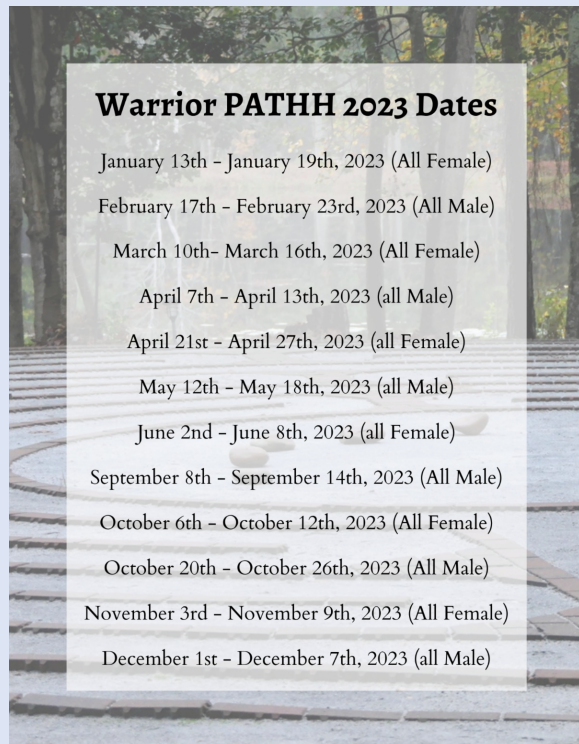 Warrior PATHH 2023 Dates
January 13th - January 19th, 2023 (All Female)
February 17th - February 23rd, 2023 (All Male)
March 10th- March 16th, 2023 (All Female)
April 7th - April 13th, 2023 (all Male)
April 21st - April 27th, 2023 (all Female)
May 12th - May 18th, 2023 (all Male)
June 2nd - June 8th, 2023 (all Female)
September 8th - September 14th, 2023 (All Male)
October 6th - October 12th, 2023 (All Female)
October 20th - October 26th, 2023 (All Male)
November 3rd - November 9th, 2023 (All Female)
December 1st - December 7th, 2023 (all Male)